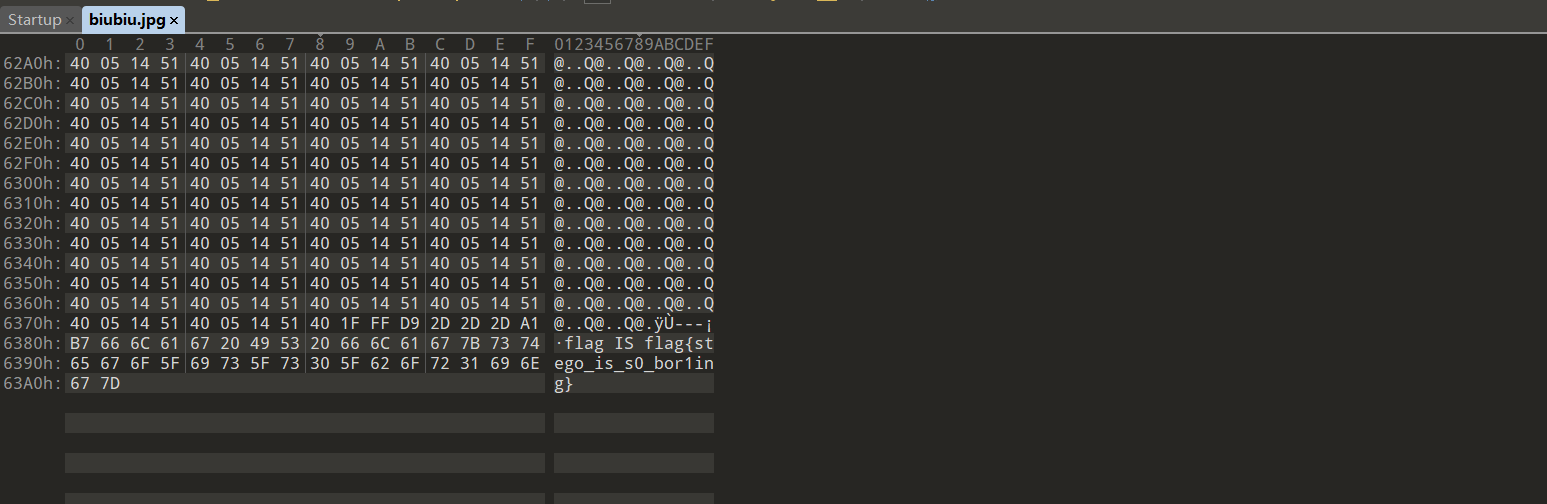 Startup × biubiu.jpg ×
0 1 2 3 4 5 6 7 8 9 A B C D E F 0123456789ABCDEF
62A0h: 40 05 14 51 40 05 14 51 40 05 14 51 40 05 14 51 @..Q@..Q@..Q@..Q
62B0h: 40 05 14 51 40 05 14 51 40 05 14 51 40 05 14 51 @..Q@..Q@..Q@..Q
62C0h: 40 05 14 51 40 05 14 51 40 05 14 51 40 05 14 51 @..Q@..Q@..Q@..Q
62D0h: 40 05 14 51 40 05 14 51 40 05 14 51 40 05 14 51 @..Q@..Q@..Q@..Q
62E0h: 40 05 14 51 40 05 14 51 40 05 14 51 40 05 14 51 @..Q@..Q@..Q@..Q
62F0h: 40 05 14 51 40 05 14 51 40 05 14 51 40 05 14 51 @..Q@..Q@..Q@..Q
6300h: 40 05 14 51 40 05 14 51 40 05 14 51 40 05 14 51 @..Q@..Q@..Q@..Q
6310h: 40 05 14 51 40 05 14 51 40 05 14 51 40 05 14 51 @..Q@..Q@..Q@..Q
6320h: 40 05 14 51 40 05 14 51 40 05 14 51 40 05 14 51 @..Q@..Q@..Q@..Q
6330h: 40 05 14 51 40 05 14 51 40 05 14 51 40 05 14 51 @..Q@..Q@..Q@..Q
6340h: 40 05 14 51 40 05 14 51 40 05 14 51 40 05 14 51 @..Q@..Q@..Q@..Q
6350h: 40 05 14 51 40 05 14 51 40 05 14 51 40 05 14 51 @..Q@..Q@..Q@..Q
6360h: 40 05 14 51 40 05 14 51 40 05 14 51 40 05 14 51 @..Q@..Q@..Q@..Q
6370h: 40 05 14 51 40 05 14 51 40 1F FF D9 2D 2D 2D A1 @..Q@..Q@.ÿÙ---¡
6380h: B7 66 6C 61 67 20 49 53 20 66 6C 61 67 7B 73 74 ·flag IS flag{st
6390h: 65 67 6F 5F 69 73 5F 73 30 5F 62 6F 72 31 69 6E ego_is_s0_bor1in
63A0h: 67 7D g}